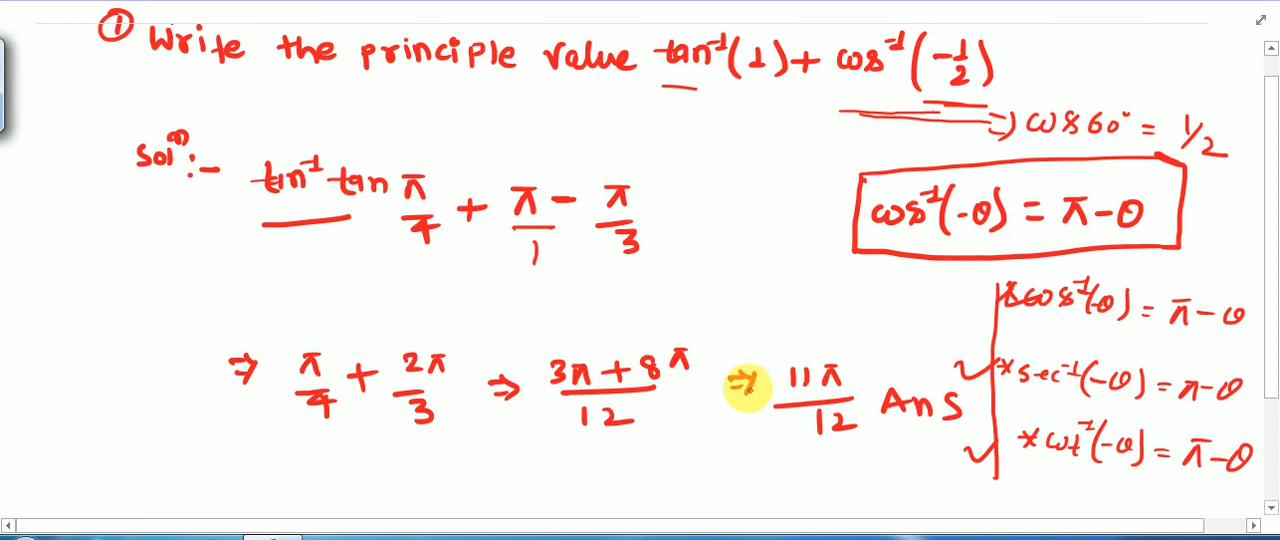 ① Write the principle value tan⁻¹(1) + cos⁻¹(-1/2)
⇒ cos 60° = 1/2
Solⁿ:- tan⁻¹ tan π/4 + π/1 - π/3
cos⁻¹(-θ) = π-θ
*cos⁻¹(-θ) = π-θ
⇒ π/4 + 2π/3 ⇒ 3π+8π/12 ⇒ 11π/12 Ans
*sec⁻¹(-θ) = π-θ
*cot⁻¹(-θ) = π-θ